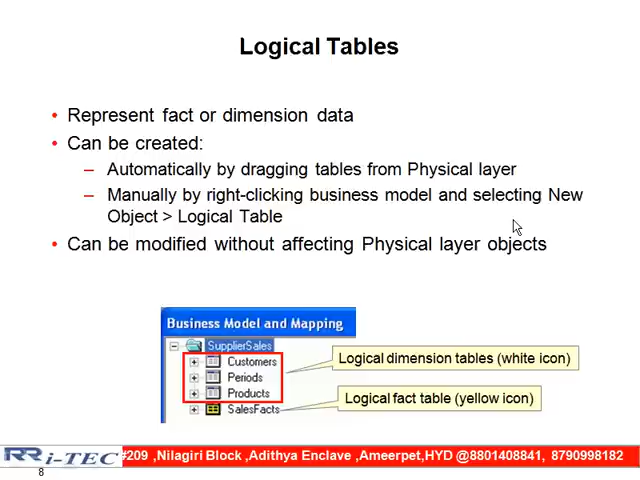 Logical Tables
• Represent fact or dimension data
• Can be created:
– Automatically by dragging tables from Physical layer
– Manually by right-clicking business model and selecting New
Object > Logical Table
• Can be modified without affecting Physical layer objects
Business Model and Mapping
SupplierSales
Customers
Periods
Products
SalesFacts
Logical dimension tables (white icon)
Logical fact table (yellow icon)
RR i-TEC #209 ,Nilagiri Block ,Adithya Enclave ,Ameerpet,HYD @8801408841, 8790998182
8